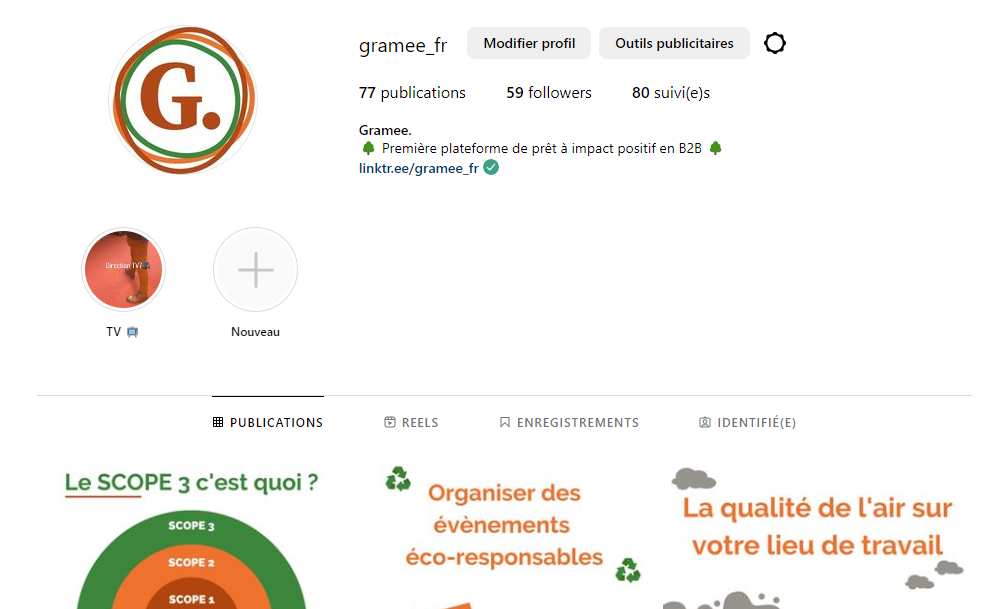 gramee_fr Modifier profil Outils publicitaires
G.
77 publications 59 followers 80 suivi(e)s
Gramee.
🌳 Première plateforme de prêt à impact positif en B2B 🌳
linktr.ee/gramee_fr
Direction TV7
TV 📺 Nouveau
PUBLICATIONS REELS ENREGISTREMENTS IDENTIFIÉ(E)
Le SCOPE 3 c'est quoi ?
SCOPE 3
SCOPE 2
SCOPE 1
Organiser des
évènements
éco-responsables
La qualité de l'air sur
votre lieu de travail